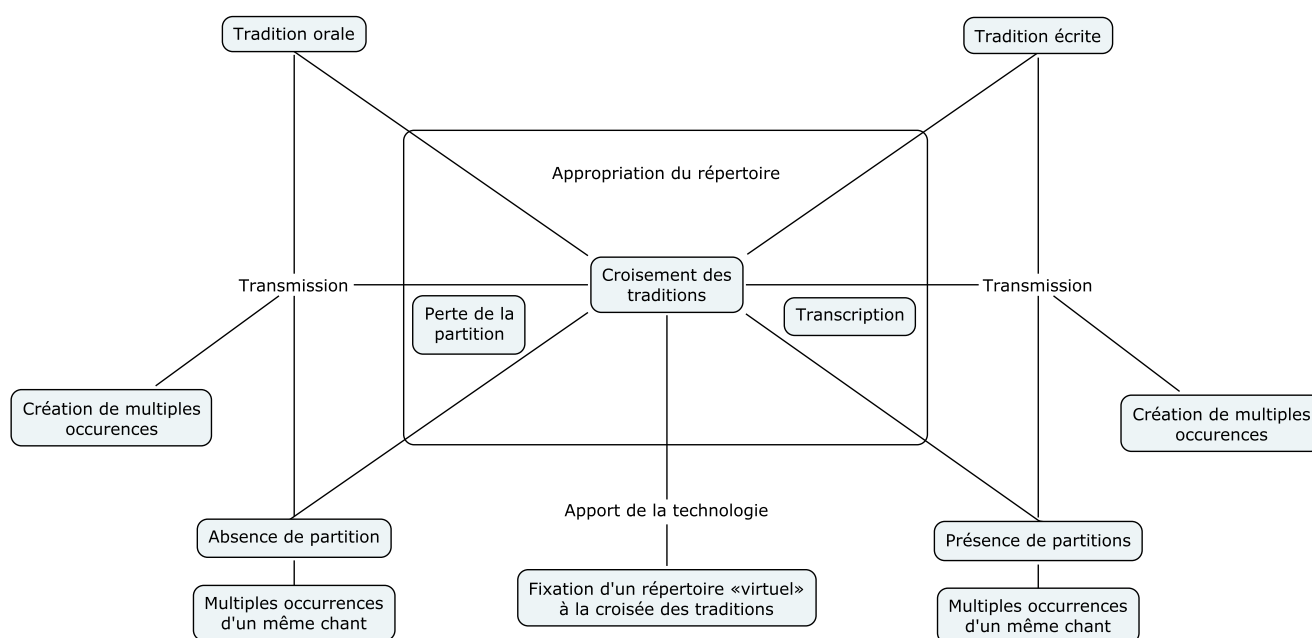 Tradition orale
Tradition écrite
Appropriation du répertoire
Croisement des
traditions
Transmission
Transmission
Perte de la
partition
Transcription
Création de multiples
occurences
Création de multiples
occurences
Apport de la technologie
Absence de partition
Présence de partitions
Fixation d'un répertoire «virtuel»
à la croisée des traditions
Multiples occurrences
d'un même chant
Multiples occurrences
d'un même chant